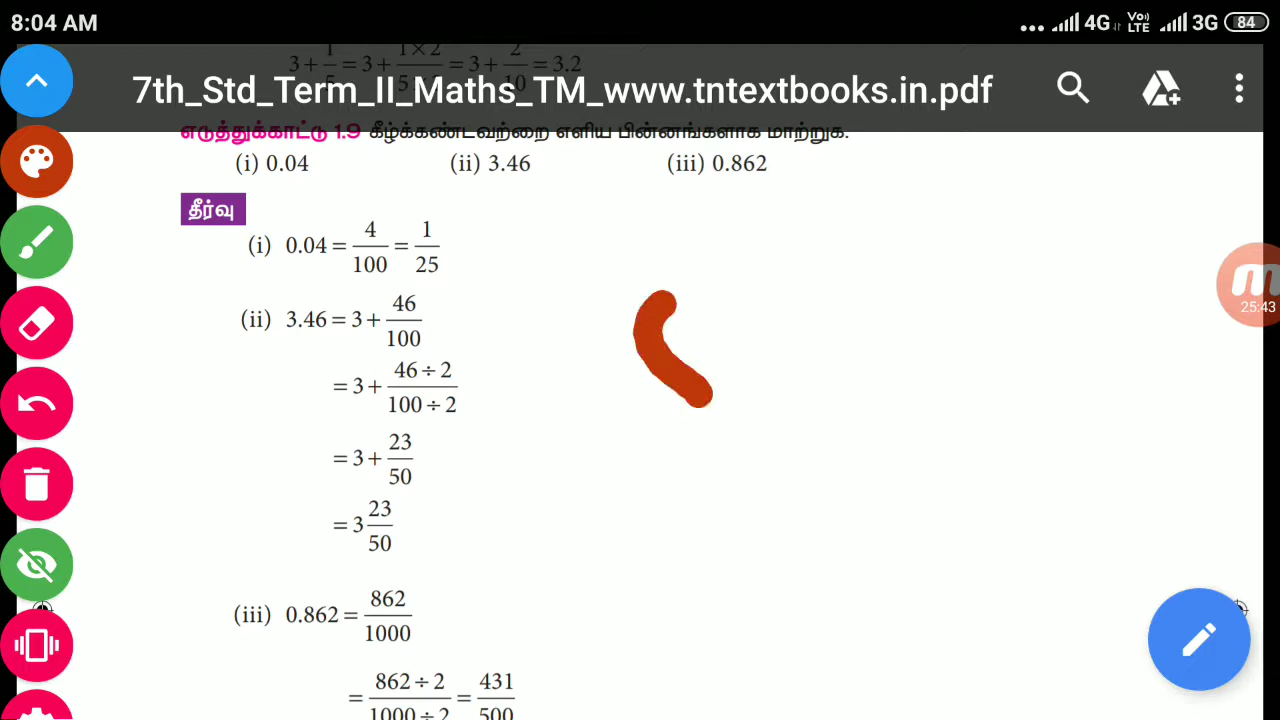 8:04 AM
4G VoLTE 3G 84
3 + 1/5 = 3 + 1 × 2/ = 3 + 2/10 = 3.2
7th_Std_Term_II_Maths_TM_www.tntextbooks.in.pdf
எடுத்துக்காட்டு 1.9 கீழ்க்கண்டவற்றை எளிய பின்னங்களாக மாற்றுக.
(i) 0.04 (ii) 3.46 (iii) 0.862
தீர்வு
(i) 0.04 = 4/100 = 1/25
25:43
(ii) 3.46 = 3 + 46/100
= 3 + 46 ÷ 2/100 ÷ 2
= 3 + 23/50
= 3 23/50
(iii) 0.862 = 862/1000
= 862 ÷ 2/1000 ÷ 2 = 431/500